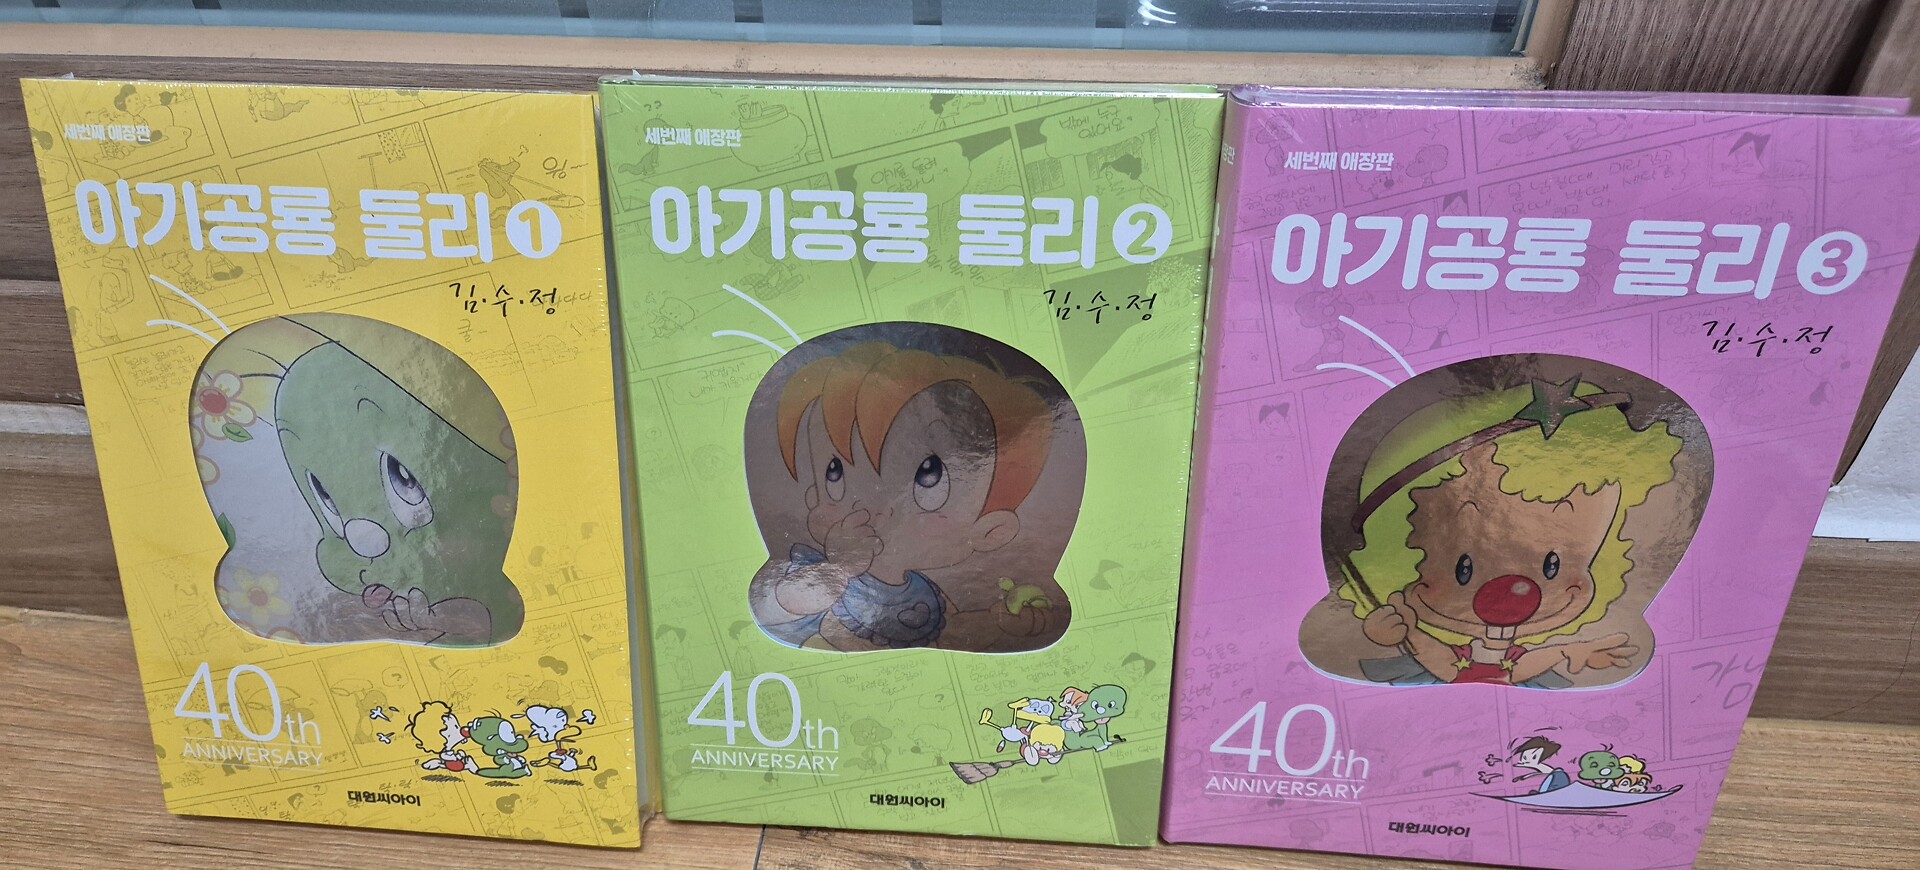 세번째 애장판
아기공룡 둘리 1
김·수·정
40th
ANNIVERSARY
대원씨아이
세번째 애장판
아기공룡 둘리 2
김·수·정
40th
ANNIVERSARY
대원씨아이
세번째 애장판
아기공룡 둘리 3
김·수·정
40th
ANNIVERSARY
대원씨아이